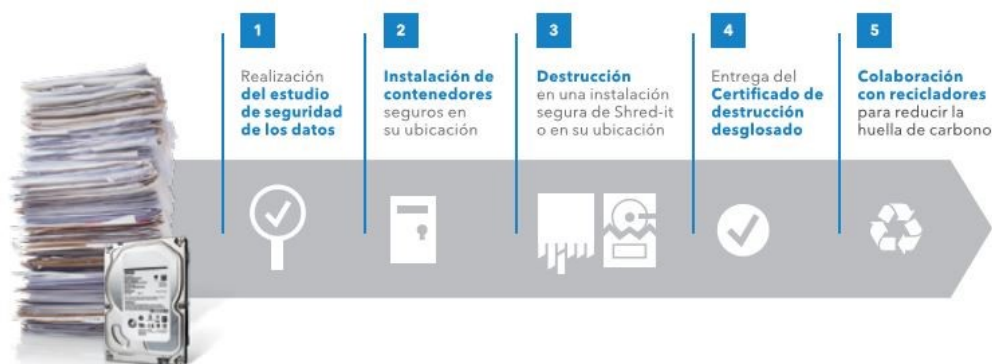 1
Realización
del estudio
de seguridad
de los datos
2
Instalación de
contenedores
seguros en
su ubicación
3
Destrucción
en una instalación
segura de Shred-it
o en su ubicación
4
Entrega del
Certificado de
destrucción
desglosado
5
Colaboración
con recicladores
para reducir la
huella de carbono